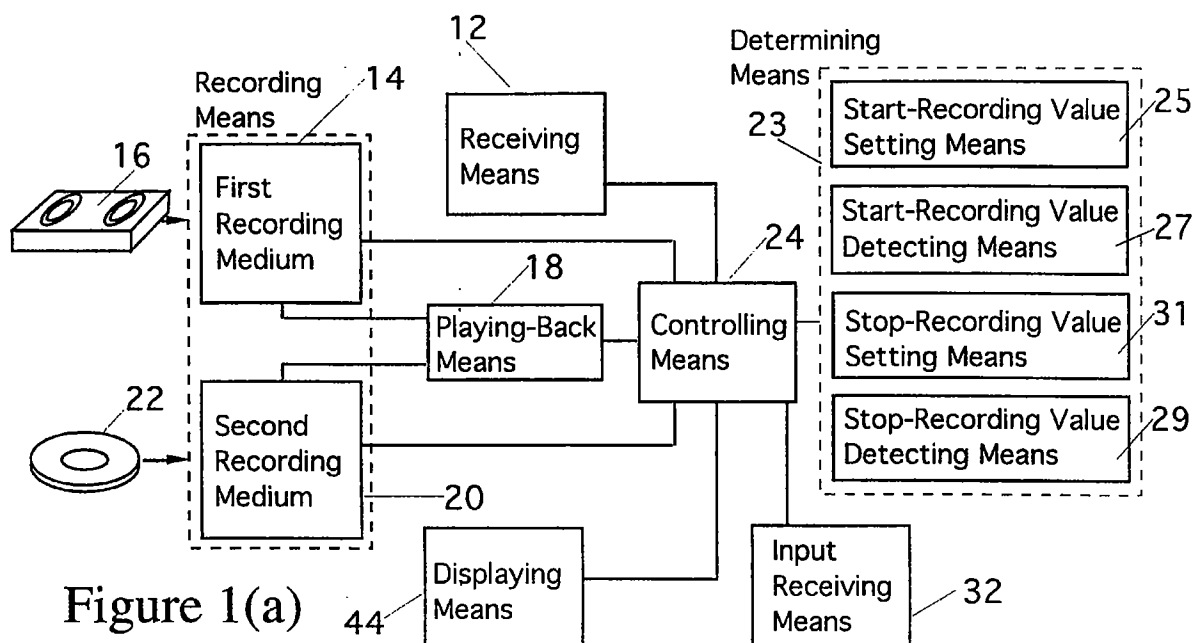 12
Determining
Means
Recording
Means
14
Receiving
Means
23
Start-Recording Value
Setting Means
25
16
First
Recording
Medium
Start-Recording Value
Detecting Means
27
24
18
Playing-Back
Means
Controlling
Means
Stop-Recording Value
Setting Means
31
22
Second
Recording
Medium
20
Stop-Recording Value
Detecting Means
29
Displaying
Means
44
Input
Receiving
Means
32
Figure 1(a)